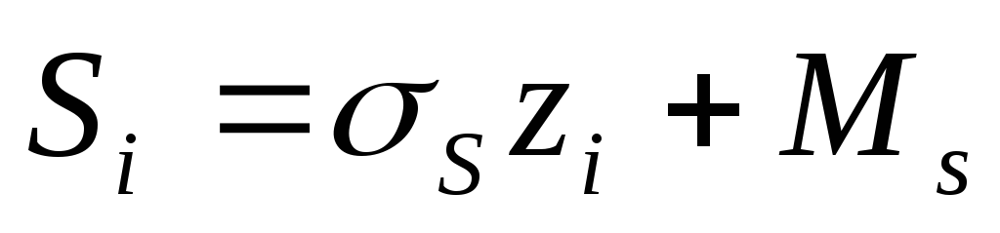 S_i = σ_S z_i + M_s